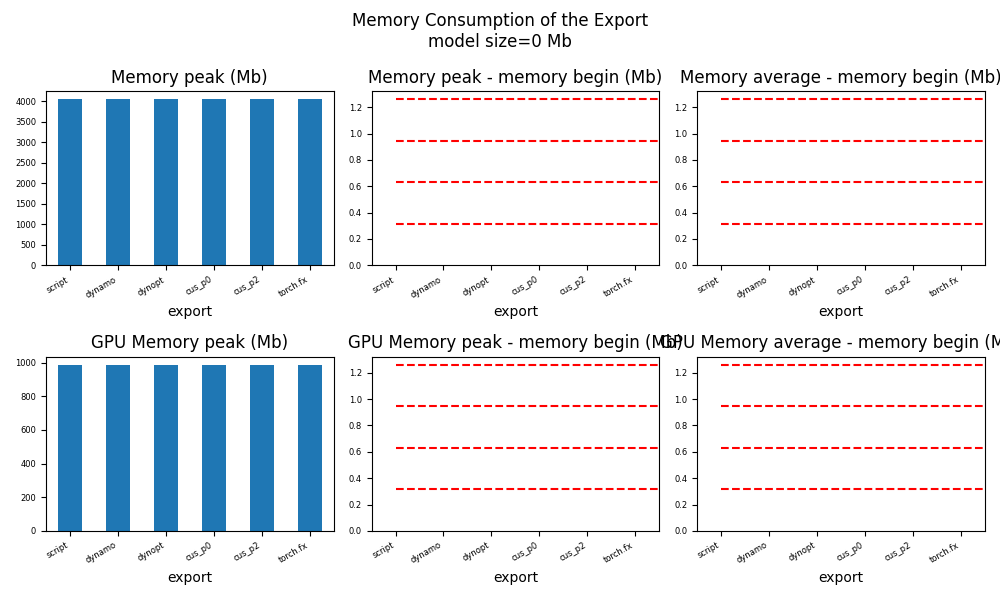 Memory Consumption of the Export
model size=0 Mb
Memory peak (Mb)
4000
3500
3000
2500
2000
1500
1000
500
0
script
dynamo
dynopt
cus_p0
cus_p2
torch.fx
export
Memory peak - memory begin (Mb)
1.2
1.0
0.8
0.6
0.4
0.2
0.0
script
dynamo
dynopt
cus_p0
cus_p2
torch.fx
export
Memory average - memory begin (Mb)
1.2
1.0
0.8
0.6
0.4
0.2
0.0
script
dynamo
dynopt
cus_p0
cus_p2
torch.fx
export
GPU Memory peak (Mb)
1000
800
600
400
200
0
script
dynamo
dynopt
cus_p0
cus_p2
torch.fx
export
GPU Memory peak - memory begin (Mb)
1.2
1.0
0.8
0.6
0.4
0.2
0.0
script
dynamo
dynopt
cus_p0
cus_p2
torch.fx
export
GPU Memory average - memory begin (M
1.2
1.0
0.8
0.6
0.4
0.2
0.0
script
dynamo
dynopt
cus_p0
cus_p2
torch.fx
export